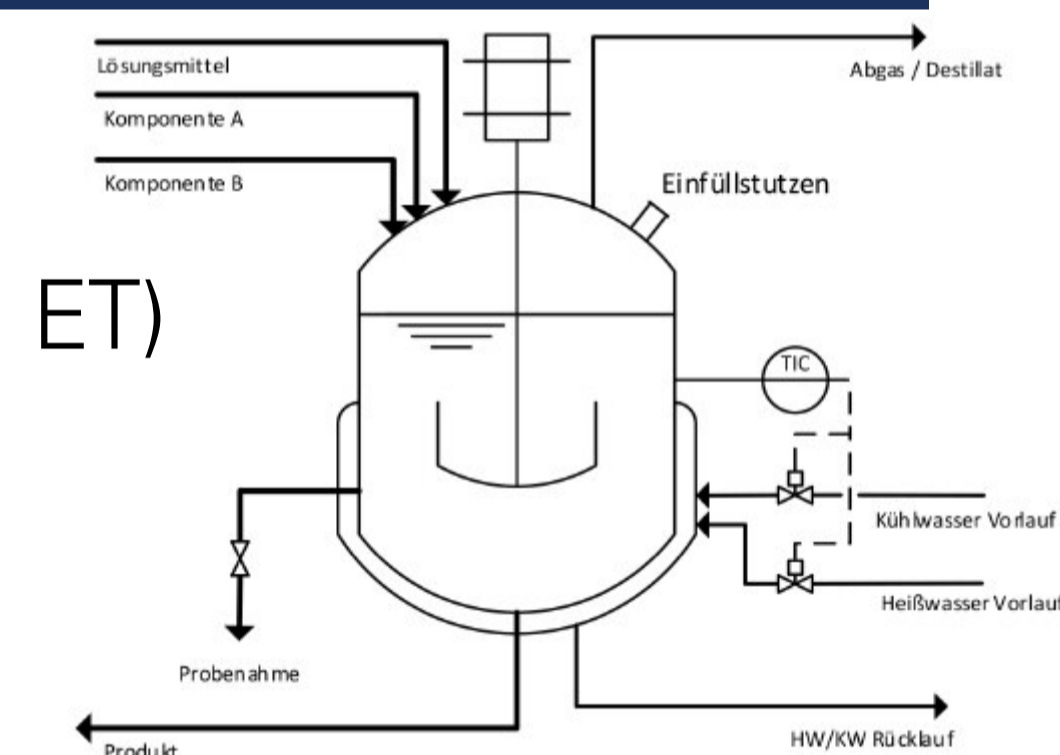 Lösungsmittel
Abgas / Destillat
Komponente A
Komponente B
Einfüllstutzen
ET)
TIC
Kühlwasser Vorlauf
Heißwasser Vorlauf
Probenahme
HW/KW Rücklauf
Produkt